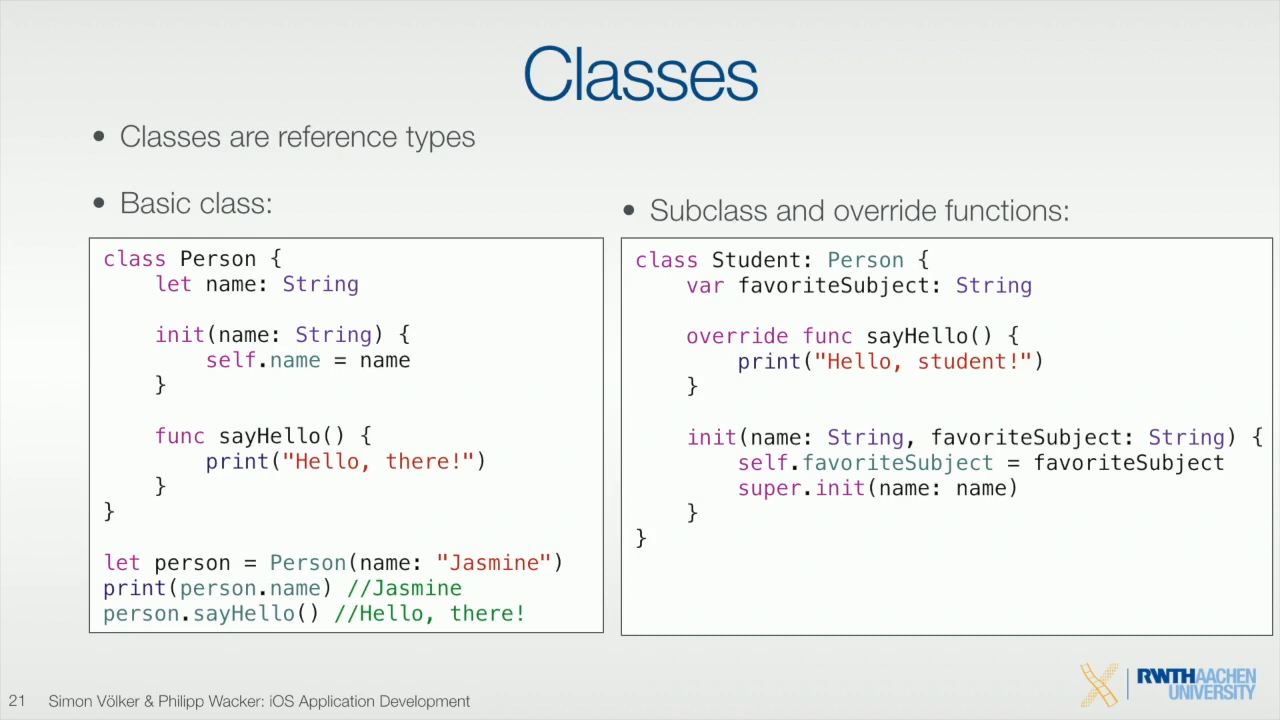 Classes
• Classes are reference types
• Basic class:
class Person {
    let name: String

    init(name: String) {
        self.name = name
    }

    func sayHello() {
        print("Hello, there!")
    }
}

let person = Person(name: "Jasmine")
print(person.name) //Jasmine
person.sayHello() //Hello, there!
• Subclass and override functions:
class Student: Person {
    var favoriteSubject: String

    override func sayHello() {
        print("Hello, student!")
    }

    init(name: String, favoriteSubject: String) {
        self.favoriteSubject = favoriteSubject
        super.init(name: name)
    }
}
21 Simon Völker & Philipp Wacker: iOS Application Development
RWTHAACHEN
UNIVERSITY